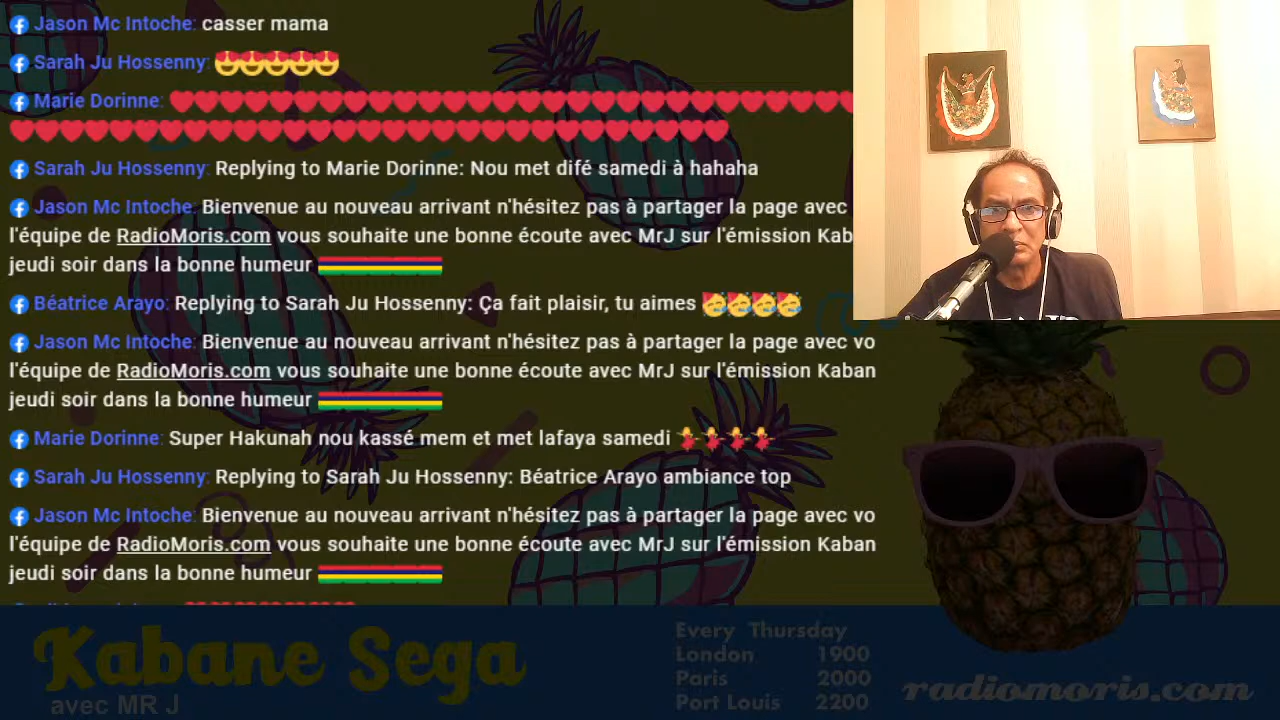 Jason Mc Intoche: casser mama
Sarah Ju Hossenny: 😍😍😍😍😍
Marie Dorinne:
Sarah Ju Hossenny: Replying to Marie Dorinne: Nou met difé samedi à hahaha
Jason Mc Intoche: Bienvenue au nouveau arrivant n'hésitez pas à partager la page avec
l'équipe de RadioMoris.com vous souhaite une bonne écoute avec MrJ sur l'émission Kab
jeudi soir dans la bonne humeur
Béatrice Arayo: Replying to Sarah Ju Hossenny: Ça fait plaisir, tu aimes 🥳🥳🥳🥳
Jason Mc Intoche: Bienvenue au nouveau arrivant n'hésitez pas à partager la page avec vo
l'équipe de RadioMoris.com vous souhaite une bonne écoute avec MrJ sur l'émission Kaban
jeudi soir dans la bonne humeur
Marie Dorinne: Super Hakunah nou kassé mem et met lafaya samedi 💃💃💃💃
Sarah Ju Hossenny: Replying to Sarah Ju Hossenny: Béatrice Arayo ambiance top
Jason Mc Intoche: Bienvenue au nouveau arrivant n'hésitez pas à partager la page avec vo
l'équipe de RadioMoris.com vous souhaite une bonne écoute avec MrJ sur l'émission Kaban
jeudi soir dans la bonne humeur
Kabane Sega
avec MR J
Every Thursday
London 1900
Paris 2000
Port Louis 2200
radiomoris.com